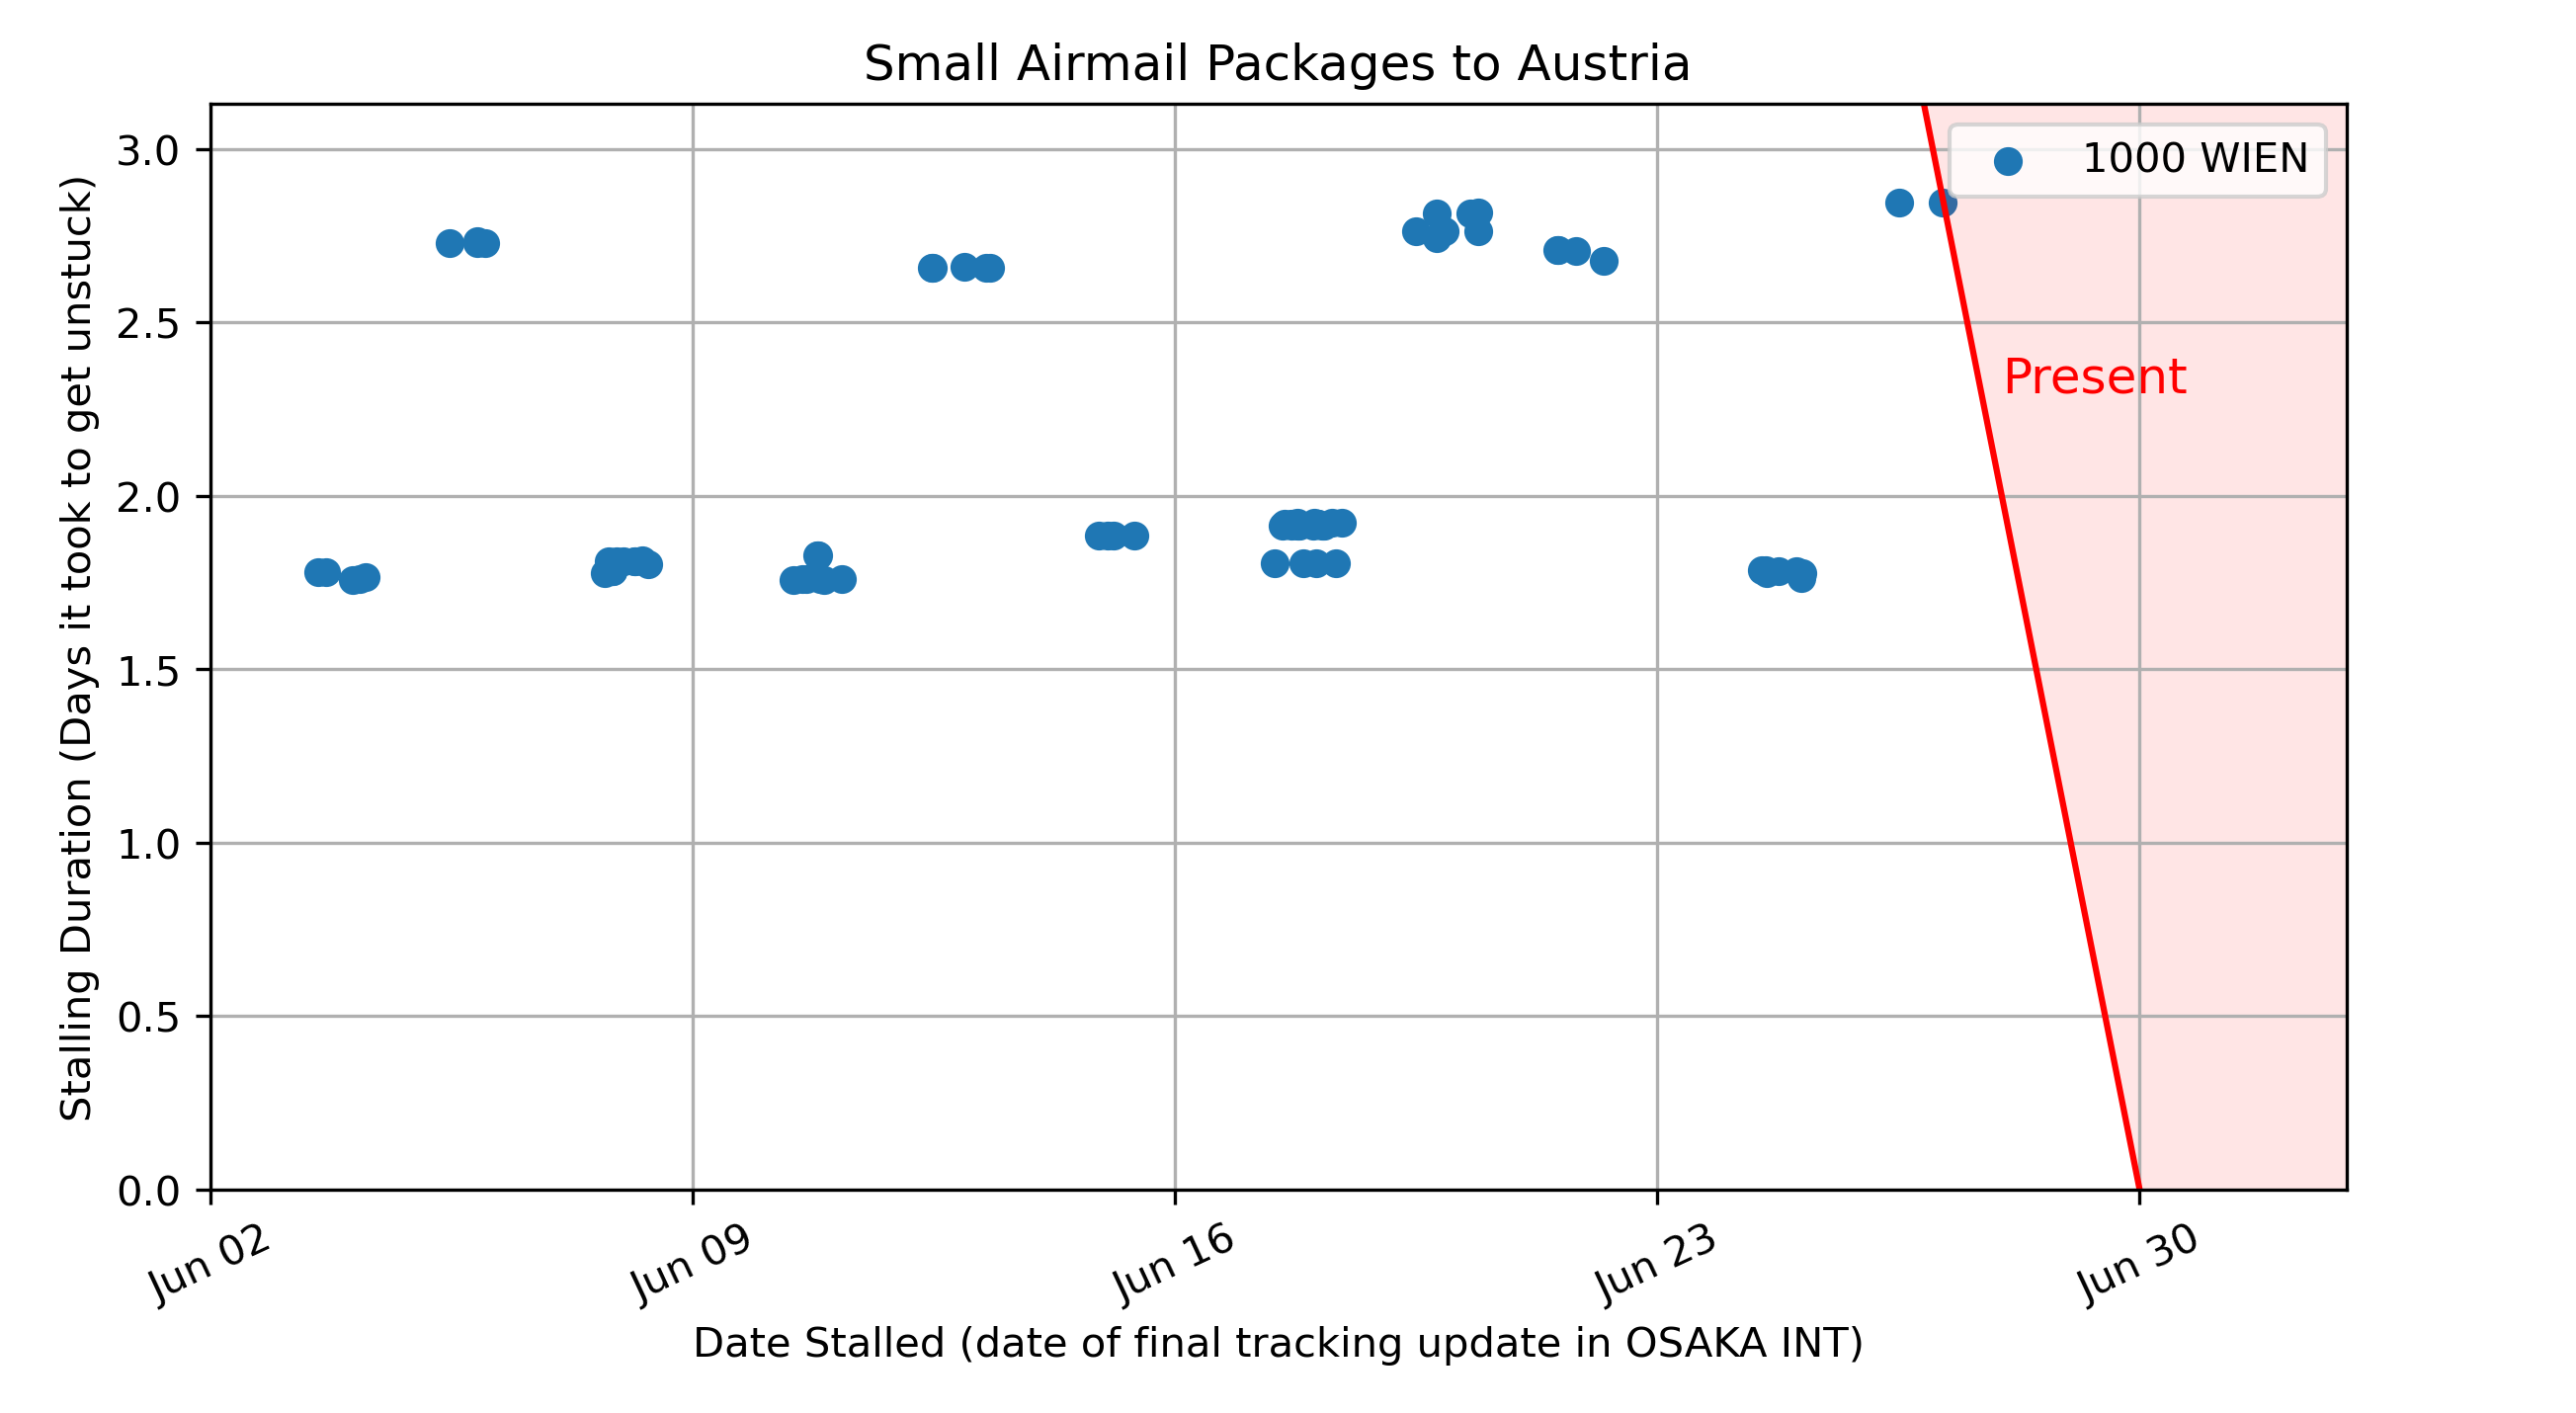 Small Airmail Packages to Austria
1000 WIEN
Present
Stalling Duration (Days it took to get unstuck)
3.0
2.5
2.0
1.5
1.0
0.5
0.0
Jun 02
Jun 09
Jun 16
Jun 23
Jun 30
Date Stalled (date of final tracking update in OSAKA INT)